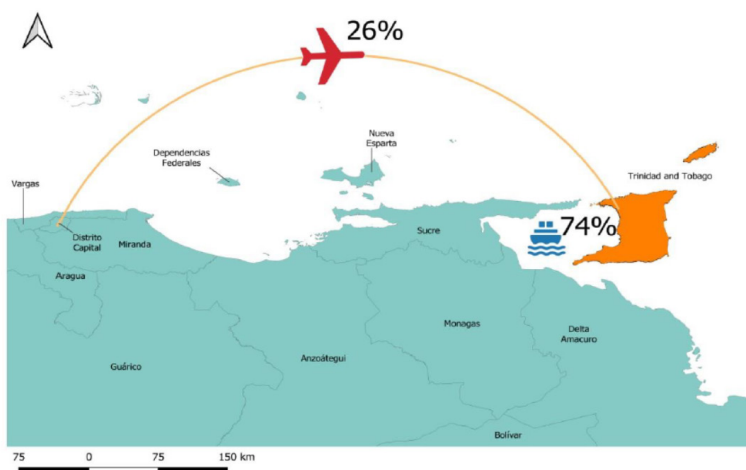 26%
Nueva
Esparta
Dependencias
Federales
Trinidad and Tobago
Vargas
74%
Distrito
Capital
Miranda
Sucre
Aragua
Monagas
Delta
Amacuro
Anzoátegui
Guárico
Bolívar
75 0 75 150 km